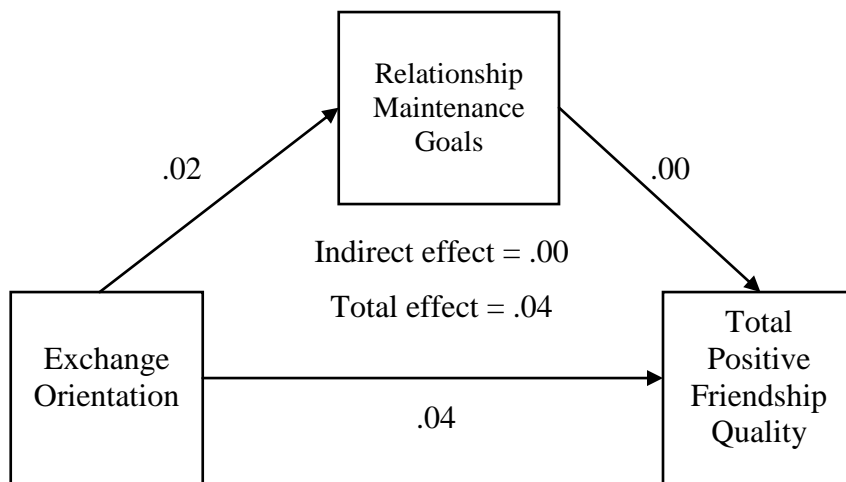 Relationship
Maintenance
Goals
.02
.00
Indirect effect = .00
Total effect = .04
Exchange
Orientation
.04
Total
Positive
Friendship
Quality